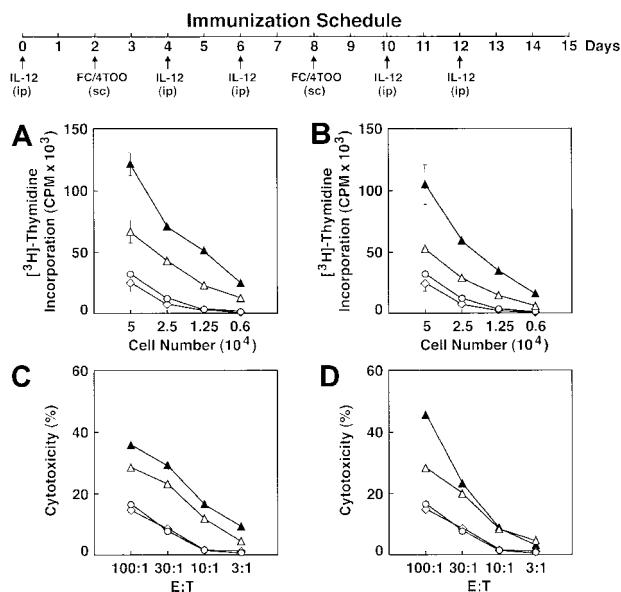 Immunization Schedule
0 1 2 3 4 5 6 7 8 9 10 11 12 13 14 15 Days
IL-12 FC/4TOO IL-12 IL-12 FC/4TOO IL-12 IL-12
(ip) (sc) (ip) (ip) (sc) (ip) (ip)
A
[³H]-Thymidine
Incorporation (CPM x 10³)
150
100
50
0
5 2.5 1.25 0.6
Cell Number (10⁴)
B
[³H]-Thymidine
Incorporation (CPM x 10³)
150
100
50
0
5 2.5 1.25 0.6
Cell Number (10⁴)
C
Cytotoxicity (%)
60
40
20
0
100:1 30:1 10:1 3:1
E:T
D
Cytotoxicity (%)
60
40
20
0
100:1 30:1 10:1 3:1
E:T